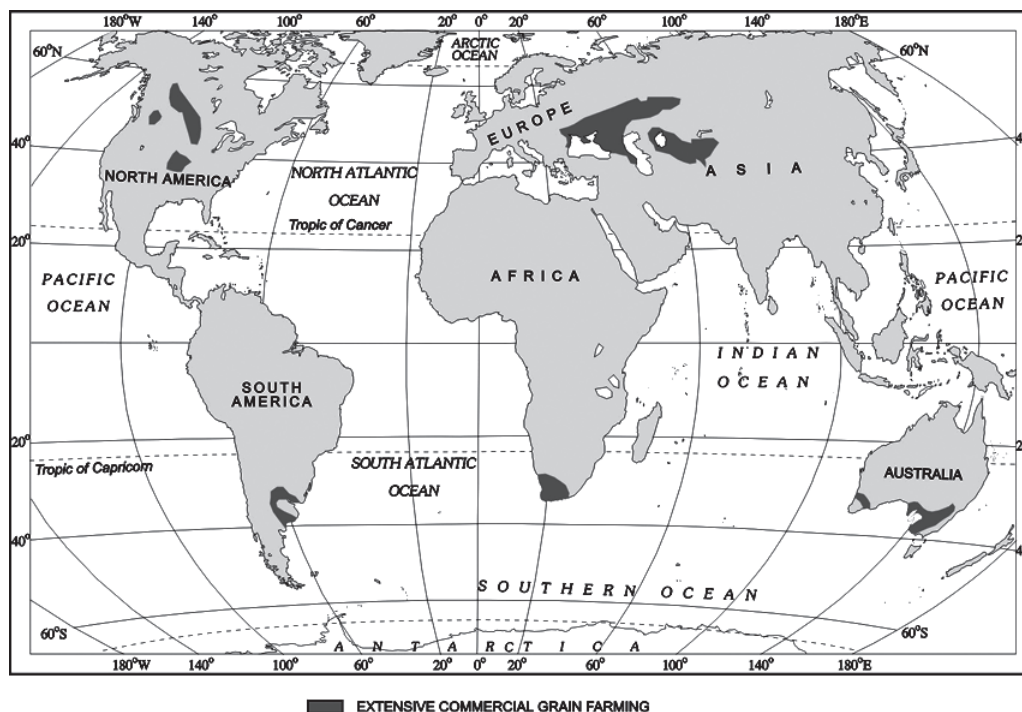 180°W 140° 100° 60° 20° 0° 20° 60° 100° 140° 180°E
60°N
ARCTIC
OCEAN
60°N
EUROPE
40°
ASIA
NORTH AMERICA
NORTH ATLANTIC
OCEAN
Tropic of Cancer
20°
AFRICA
PACIFIC
OCEAN
PACIFIC
OCEAN
INDIAN
OCEAN
SOUTH
AMERICA
20°
Tropic of Capricorn
SOUTH ATLANTIC
OCEAN
AUSTRALIA
40°
SOUTHERN OCEAN
60°S
60°S
ANTARCTICA
180°W 140° 100° 60° 20° 0° 20° 60° 100° 140° 180°E
EXTENSIVE COMMERCIAL GRAIN FARMING